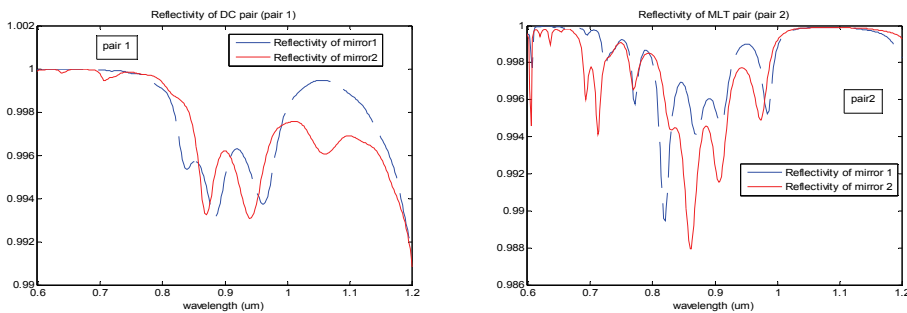 Reflectivity of DC pair (pair 1)
1.002
1
0.998
0.996
0.994
0.992
0.99
pair 1
Reflectivity of mirror1
Reflectivity of mirror2
0.6 0.7 0.8 0.9 1 1.1 1.2
wavelength (um)
Reflectivity of MLT pair (pair 2)
1
0.998
0.996
0.994
0.992
0.99
0.988
0.986
pair2
Reflectivity of mirror 1
Reflectivity of mirror 2
0.6 0.7 0.8 0.9 1 1.1 1.2
wavelength (um)